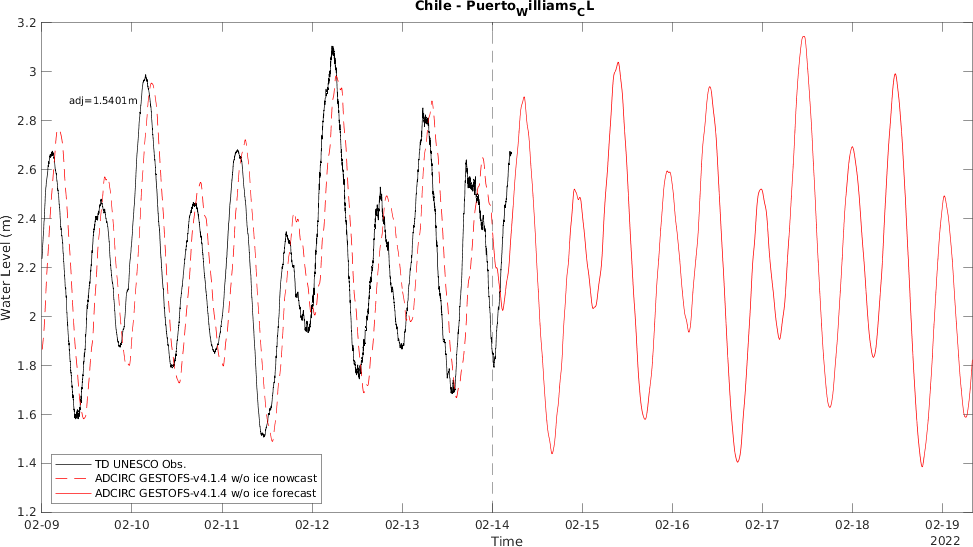 Chile - Puerto_Williams_CL
3.2
3
2.8
2.6
2.4
2.2
2
1.8
1.6
1.4
1.2
Water Level (m)
adj=1.5401m
TD UNESCO Obs.
ADCIRC GESTOFS-v4.1.4 w/o ice nowcast
ADCIRC GESTOFS-v4.1.4 w/o ice forecast
02-09 02-10 02-11 02-12 02-13 02-14 02-15 02-16 02-17 02-18 02-19
Time
2022